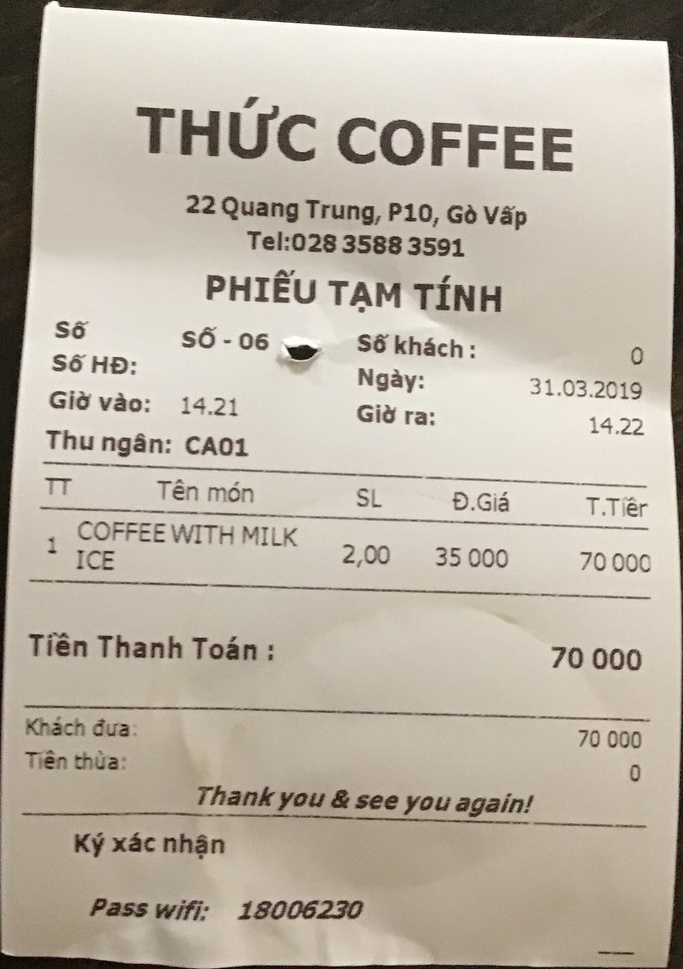 THỨC COFFEE
22 Quang Trung, P10, Gò Vấp
Tel:028 3588 3591
PHIẾU TẠM TÍNH
Số SỐ - 06 Số khách : 0
Số HĐ: Ngày: 31.03.2019
Giờ vào: 14.21 Giờ ra: 14.22
Thu ngân: CA01
TT Tên món SL Đ.Giá T.Tiền
1 COFFEE WITH MILK ICE 2,00 35 000 70 000
Tiền Thanh Toán : 70 000
Khách đưa: 70 000
Tiền thừa: 0
Thank you & see you again!
Ký xác nhận
Pass wifi: 18006230